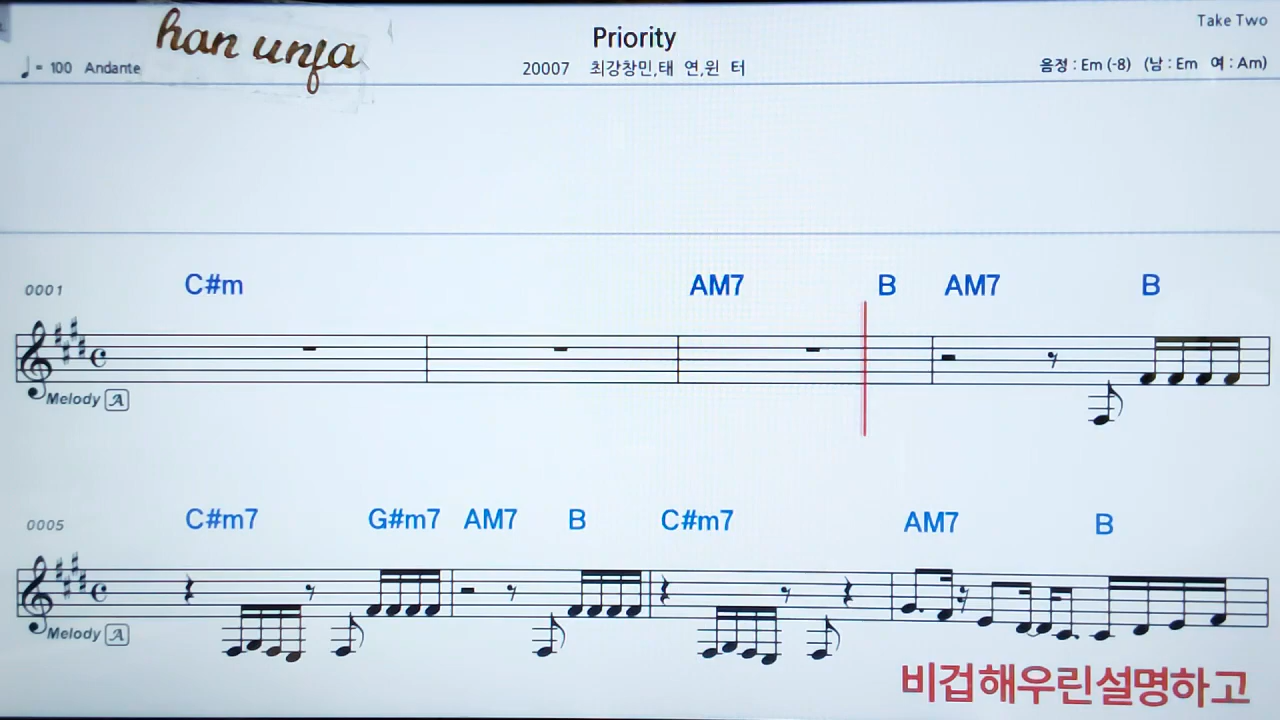 Take Two
han unja
Priority
♩ = 100 Andante
20007 최강창민,태 연,윈 터
음정 : Em (-8) (남 : Em 여 : Am)
0001 C#m AM7 B AM7 B
Melody A
0005 C#m7 G#m7 AM7 B C#m7 AM7 B
Melody A
비겁해우린설명하고